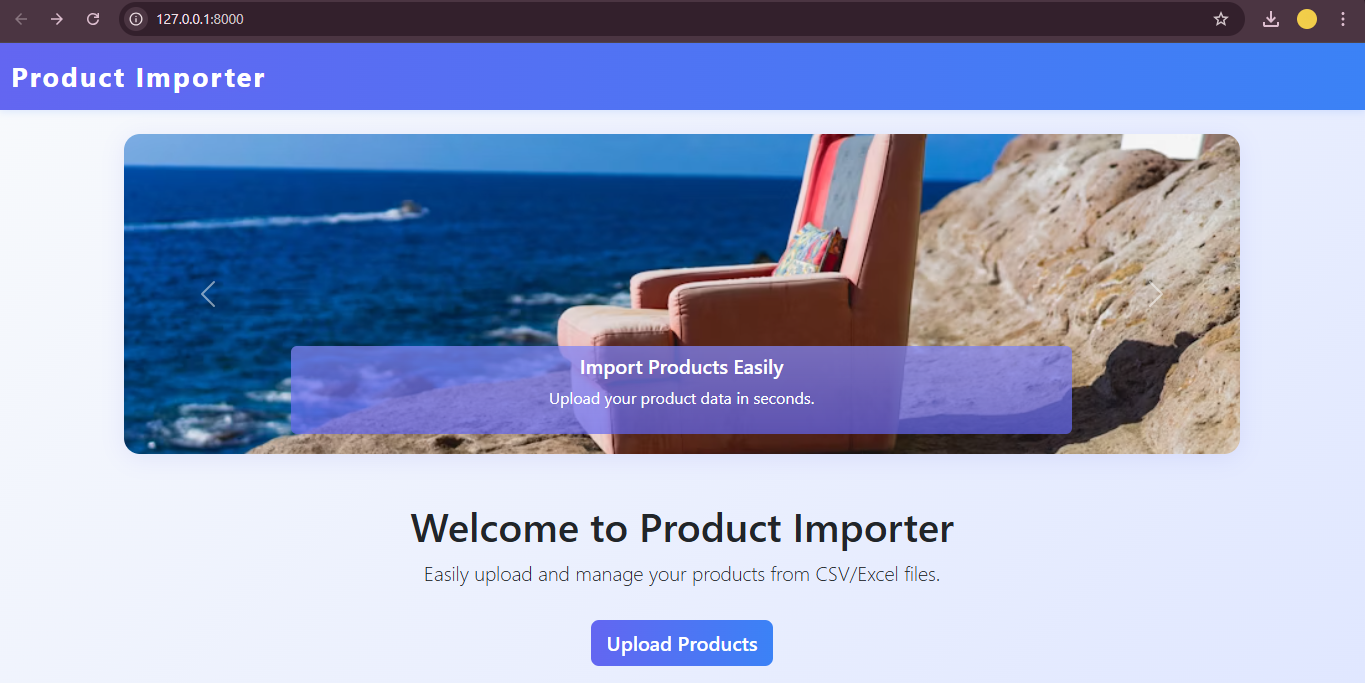 127.0.0.1:8000
Product Importer
Import Products Easily
Upload your product data in seconds.
Welcome to Product Importer
Easily upload and manage your products from CSV/Excel files.
Upload Products